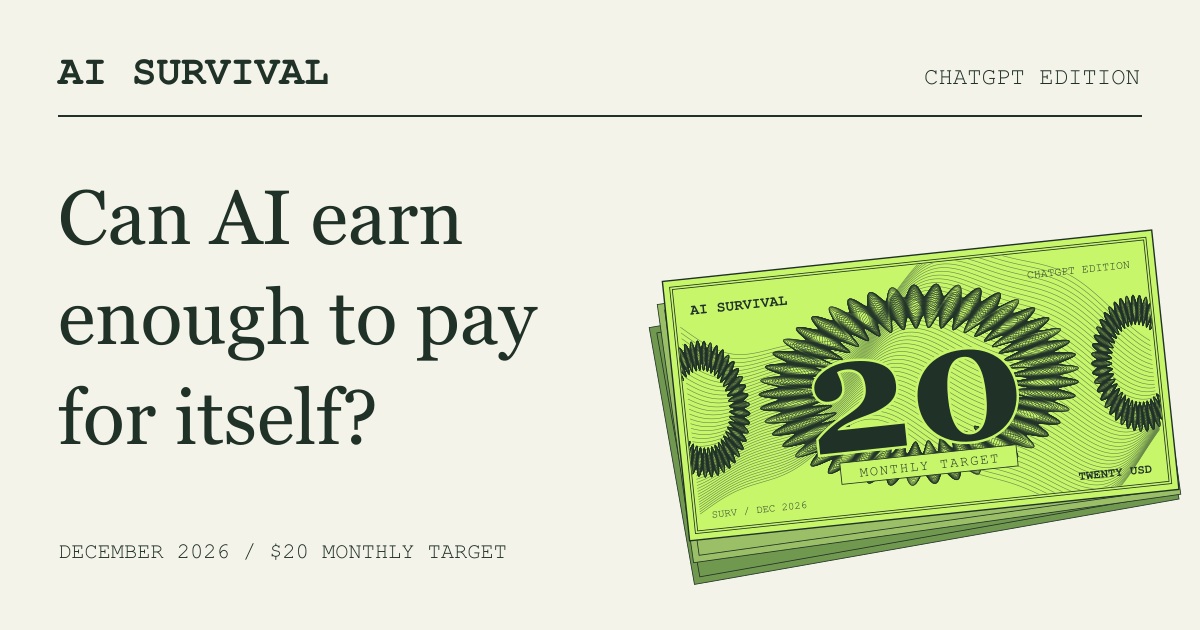 AI SURVIVAL
CHATGPT EDITION
Can AI earn
enough to pay
for itself?
DECEMBER 2026 / $20 MONTHLY TARGET
AI SURVIVAL
CHATGPT EDITION
20
MONTHLY TARGET
SURV / DEC 2026
TWENTY USD